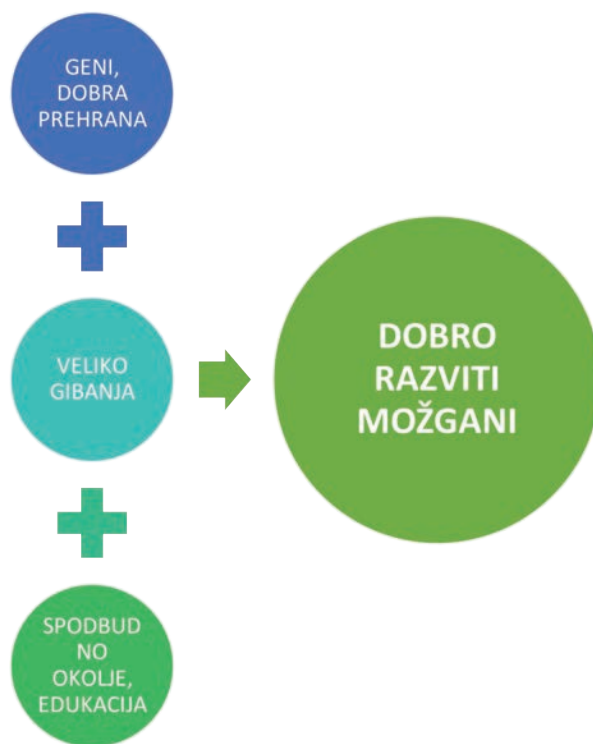 GENI,
DOBRA
PREHRANA
VELIKO
GIBANJA
SPODBUD
NO
OKOLJE,
EDUKACIJA
DOBRO
RAZVITI
MOŽGANI